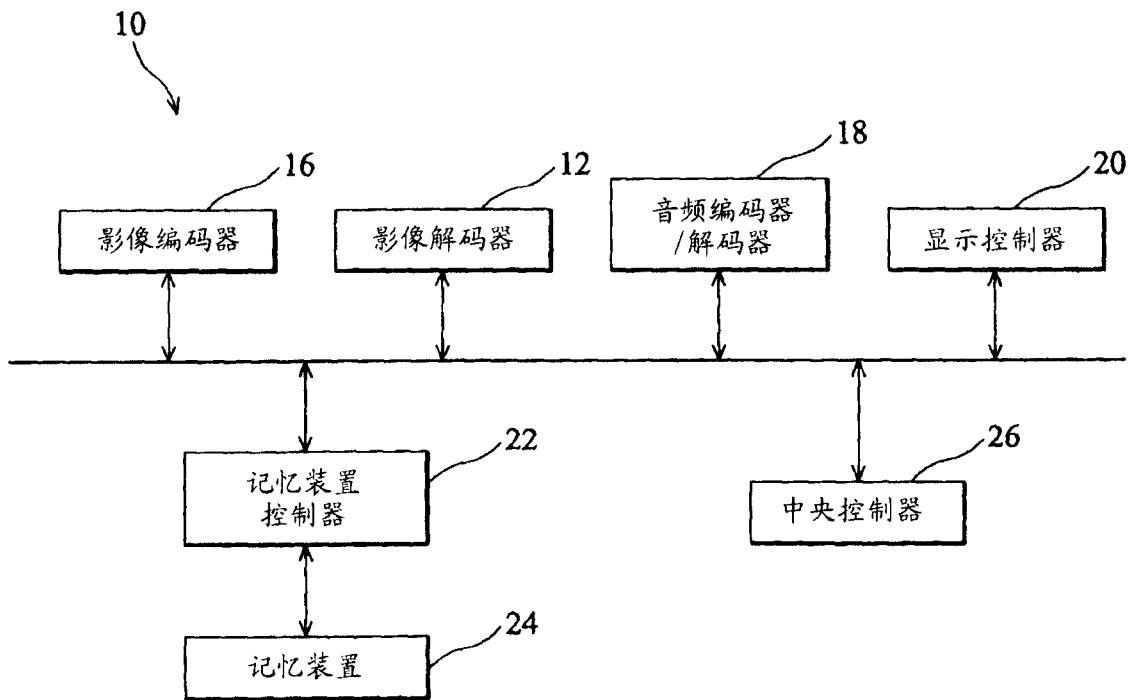 10
16
12
18
20
影像编码器
影像解码器
音频编码器
/解码器
显示控制器
22
26
记忆装置
控制器
中央控制器
24
记忆装置